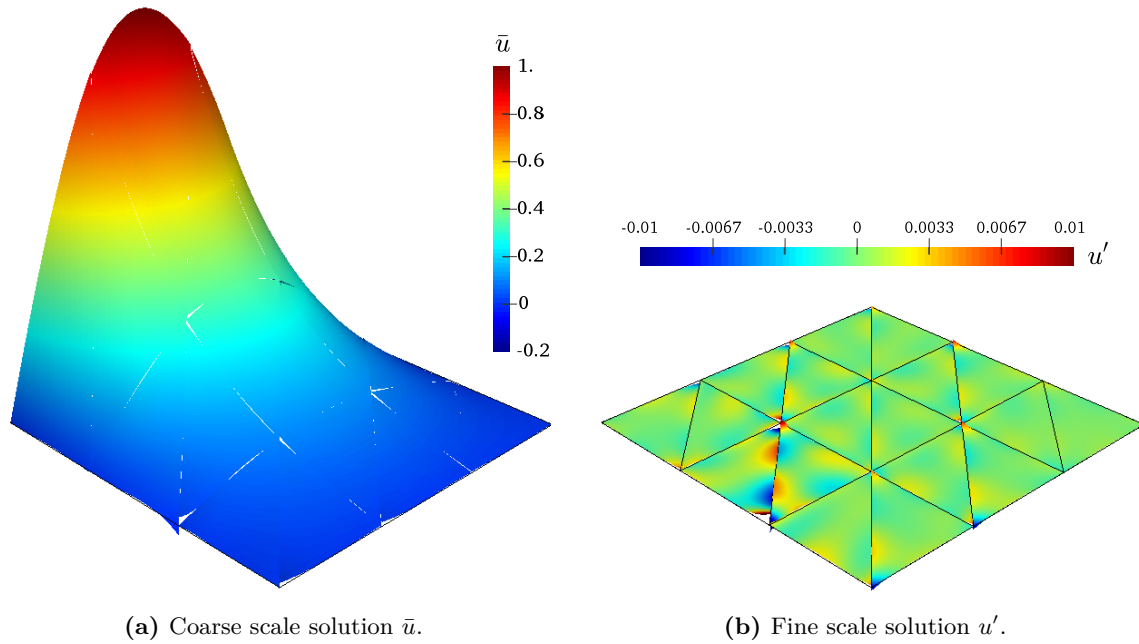 ū
1.
0.8
0.6
0.4
0.2
0
-0.2
-0.01 -0.0067 -0.0033 0 0.0033 0.0067 0.01
u′
(a) Coarse scale solution ū.
(b) Fine scale solution u′.